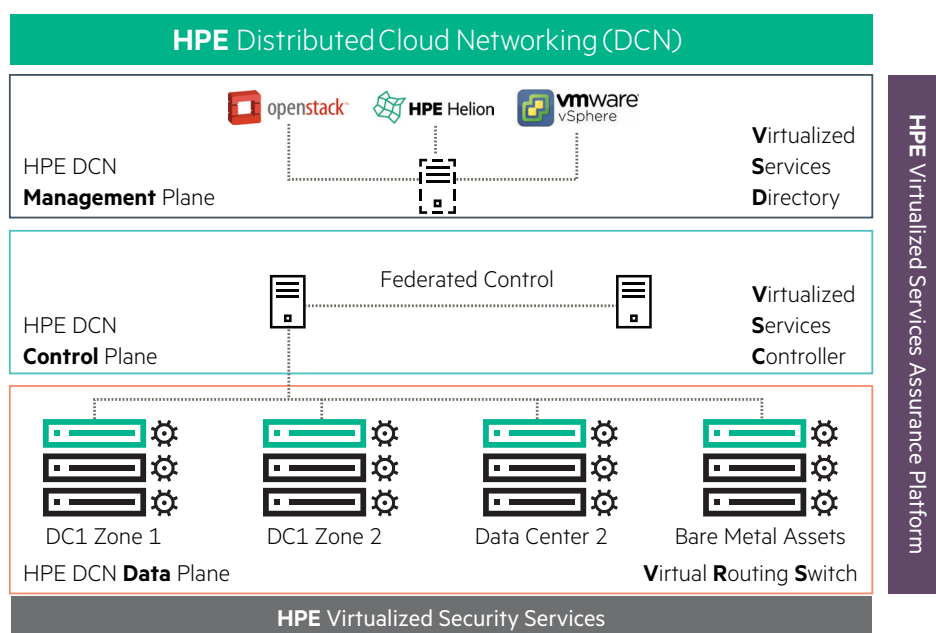 HPE Distributed Cloud Networking (DCN)
openstack
HPE Helion
vmware
vSphere
HPE DCN
Management Plane
Virtualized
Services
Directory
Federated Control
HPE DCN
Control Plane
Virtualized
Services
Controller
DC1 Zone 1
DC1 Zone 2
Data Center 2
Bare Metal Assets
HPE DCN Data Plane
Virtual Routing Switch
HPE Virtualized Security Services
HPE Virtualized Services Assurance Platform